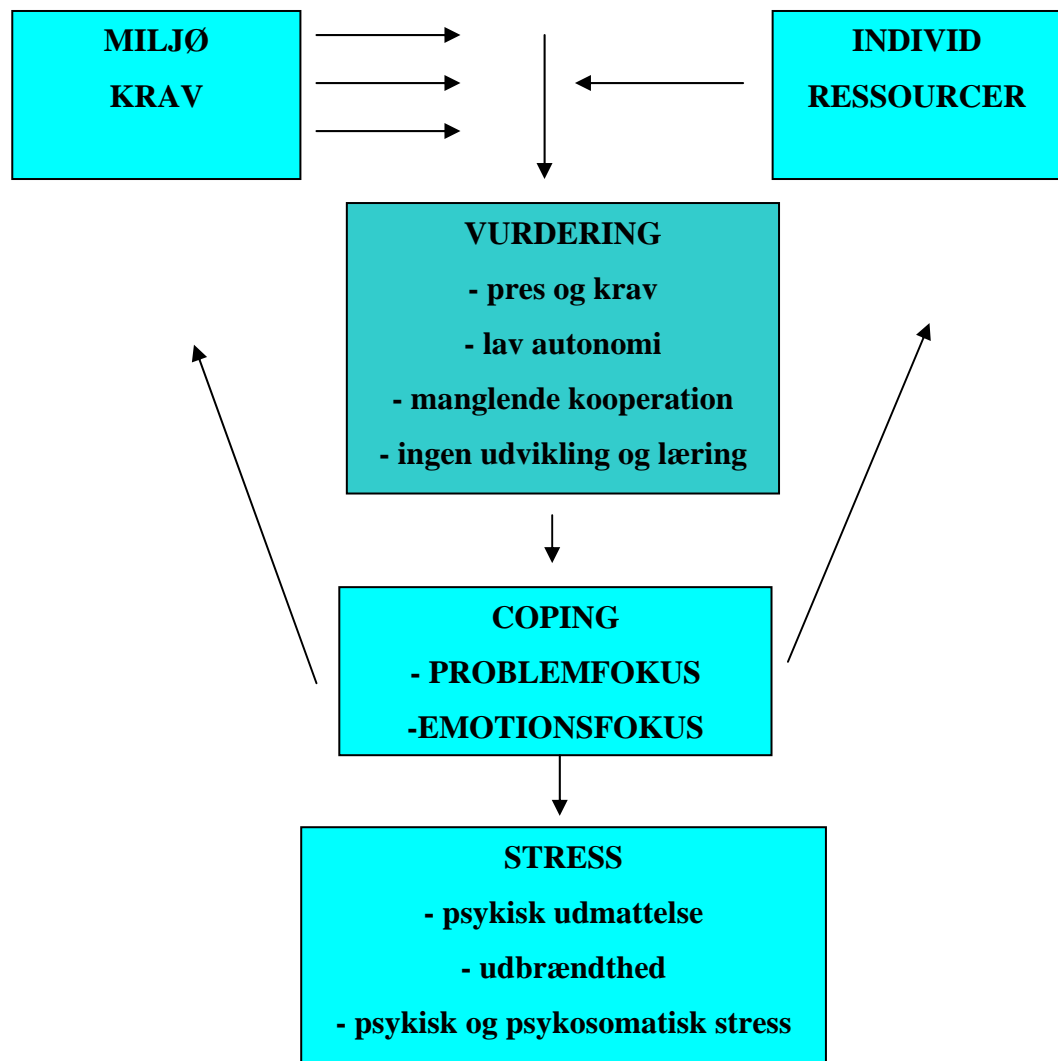 MILJØ
KRAV
INDIVID
RESSOURCER
VURDERING
- pres og krav
- lav autonomi
- manglende kooperation
- ingen udvikling og læring
COPING
- PROBLEMFOKUS
-EMOTIONSFOKUS
STRESS
- psykisk udmattelse
- udbrændthed
- psykisk og psykosomatisk stress